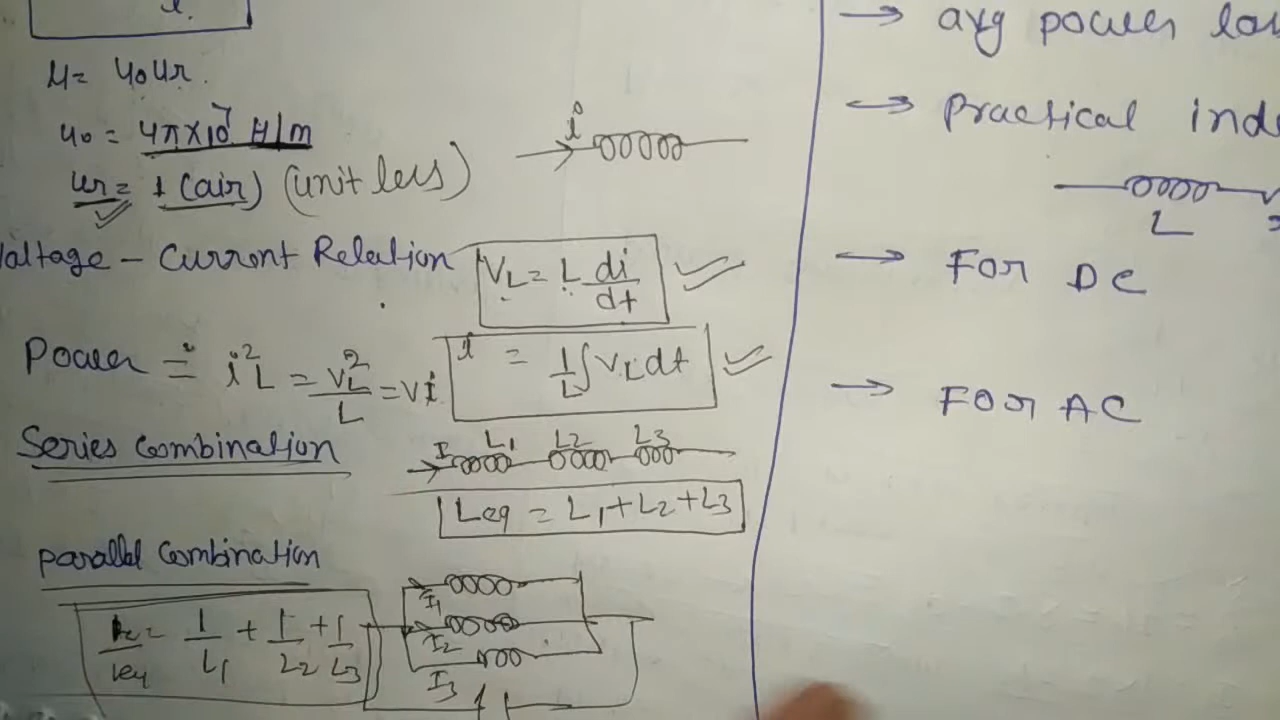 μ = μ0μr.
μ0 = 4π×10⁻⁷ H/m
μr = 1 (air) (unit less)
i
Voltage - Current Relation VL = L di/dt
i = 1/L ∫ VL dt
Power = i²L = VL²/L = Vi
Series Combination
I L1 L2 L3
Leq = L1+L2+L3
Parallel Combination
1/Leq = 1/L1 + 1/L2 + 1/L3
I1
I2
I3
→ avg power
→ Practical
L
→ For DC
→ For AC